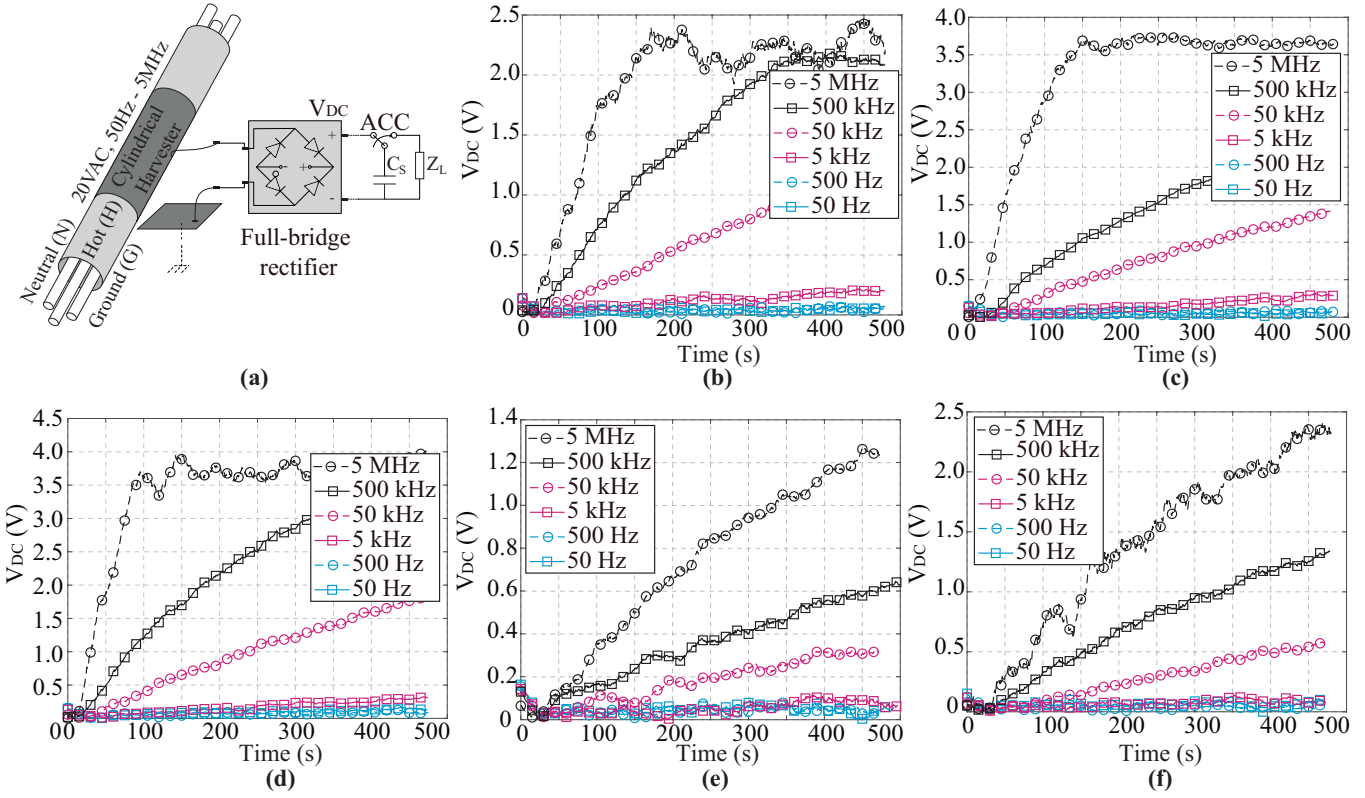 20VAC, 50Hz - 5MHz
Cylindrical
Harvester
Neutral (N)
Hot (H)
Ground (G)
V_DC
ACC
+
-
+
-
C_S
Z_L
Full-bridge
rectifier
(a)
V_DC (V)
2.5
2.0
1.5
1.0
0.5
0
0 100 200 300 400 500
Time (s)
5 MHz
500 kHz
50 kHz
5 kHz
500 Hz
50 Hz
(b)
V_DC (V)
4.0
3.5
3.0
2.5
2.0
1.5
1.0
0.5
0
0 100 200 300 400 500
Time (s)
5 MHz
500 kHz
50 kHz
5 kHz
500 Hz
50 Hz
(c)
V_DC (V)
4.5
4.0
3.5
3.0
2.5
2.0
1.5
1.0
0.5
0 100 200 300 400 500
Time (s)
5 MHz
500 kHz
50 kHz
5 kHz
500 Hz
50 Hz
(d)
V_DC (V)
1.4
1.2
1.0
0.8
0.6
0.4
0.2
0
0 100 200 300 400 500
Time (s)
5 MHz
500 kHz
50 kHz
5 kHz
500 Hz
50 Hz
(e)
V_DC (V)
2.5
2.0
1.5
1.0
0.5
0
0 100 200 300 400 500
Time (s)
5 MHz
500 kHz
50 kHz
5 kHz
500 Hz
50 Hz
(f)